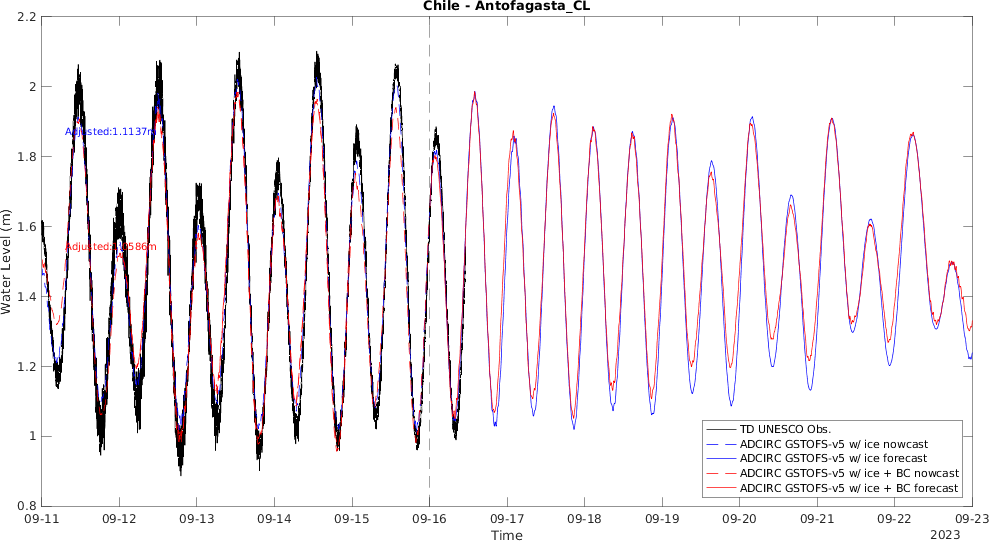 Chile - Antofagasta_CL
Water Level (m)
2.2
2
1.8
1.6
1.4
1.2
1
0.8
Adjusted:1.1137m
09-11
09-12
09-13
09-14
09-15
09-16
09-17
09-18
09-19
09-20
09-21
09-22
09-23
Time
2023
TD UNESCO Obs.
ADCIRC GSTOFS-v5 w/ ice nowcast
ADCIRC GSTOFS-v5 w/ ice forecast
ADCIRC GSTOFS-v5 w/ ice + BC nowcast
ADCIRC GSTOFS-v5 w/ ice + BC forecast